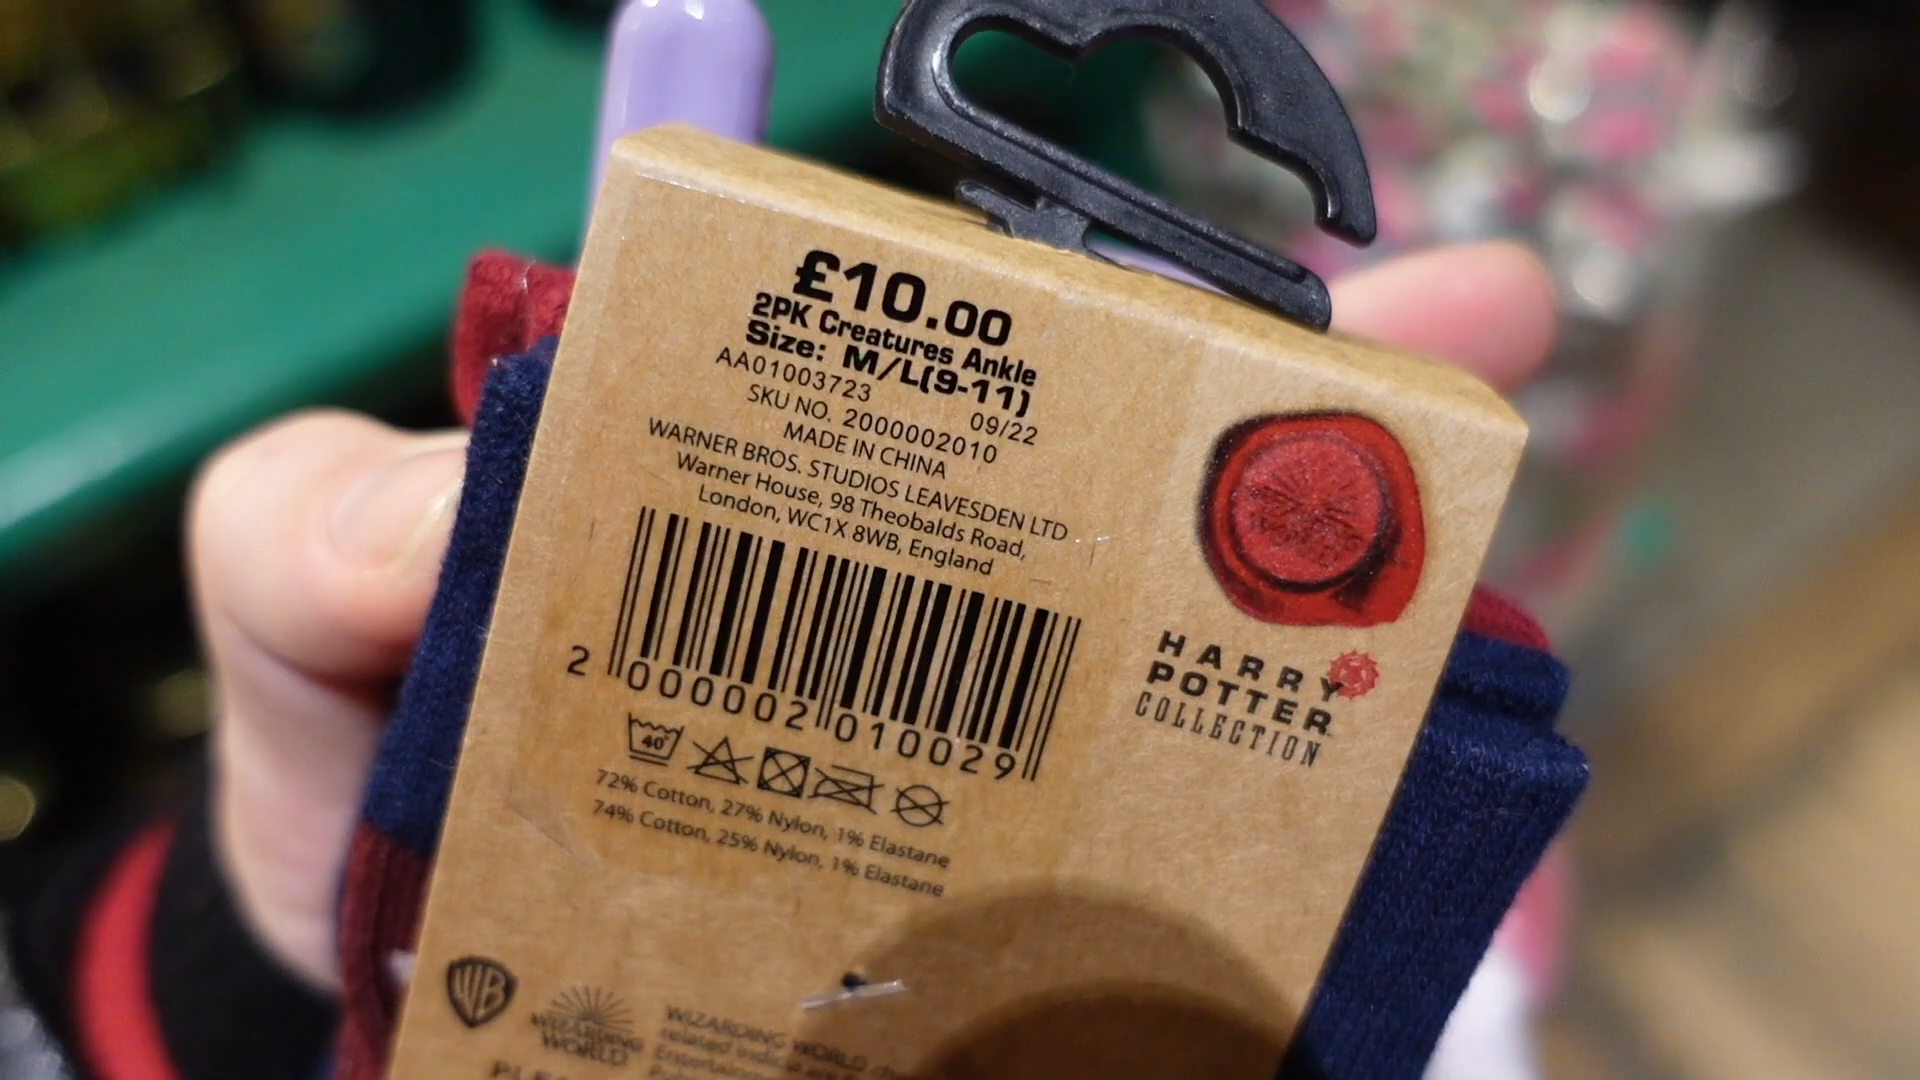 £10.00
2PK Creatures Ankle
Size: M/L(9-11)
AA01003723 09/22
SKU NO. 2000002010
MADE IN CHINA
WARNER BROS. STUDIOS LEAVESDEN LTD
Warner House, 98 Theobalds Road,
London, WC1X 8WB, England
2 000002 010029
40°
72% Cotton, 27% Nylon, 1% Elastane
74% Cotton, 25% Nylon, 1% Elastane
HARRY
POTTER
COLLECTION
WB
WIZARDING
WORLD
WIZARDING WORLD
related